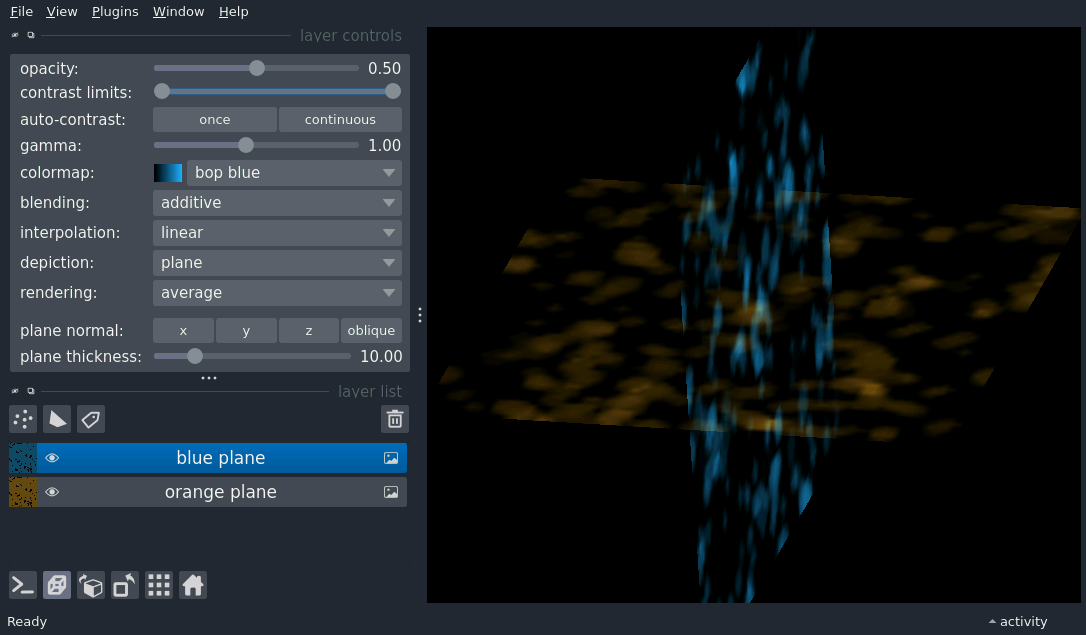 File View Plugins Window Help
layer controls
opacity: 0.50
contrast limits:
auto-contrast: once continuous
gamma: 1.00
colormap: bop blue
blending: additive
interpolation: linear
depiction: plane
rendering: average
plane normal: x y z oblique
plane thickness: 10.00
layer list
blue plane
orange plane
Ready activity